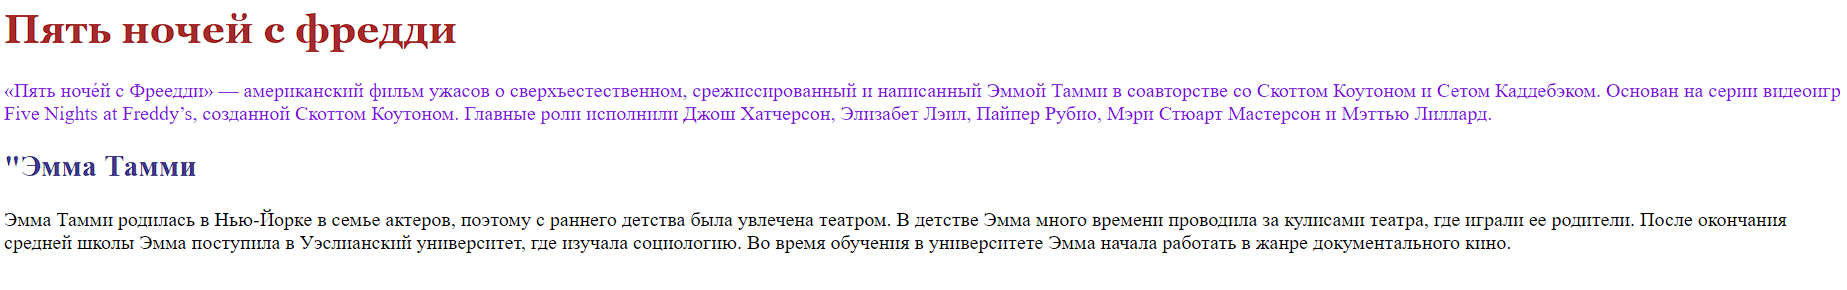 Пять ночей с фредди
«Пять ноче́й с Фреедди» — американский фильм ужасов о сверхъестественном, срежиссированный и написанный Эммой Тамми в соавторстве со Скоттом Коутоном и Сетом Каддебэком. Основан на серии видеоигр
Five Nights at Freddy’s, созданной Скоттом Коутоном. Главные роли исполнили Джош Хатчерсон, Элизабет Лэил, Пайпер Рубио, Мэри Стюарт Мастерсон и Мэттью Лиллард.
"Эмма Тамми
Эмма Тамми родилась в Нью-Йорке в семье актеров, поэтому с раннего детства была увлечена театром. В детстве Эмма много времени проводила за кулисами театра, где играли ее родители. После окончания
средней школы Эмма поступила в Уэслианский университет, где изучала социологию. Во время обучения в университете Эмма начала работать в жанре документального кино.